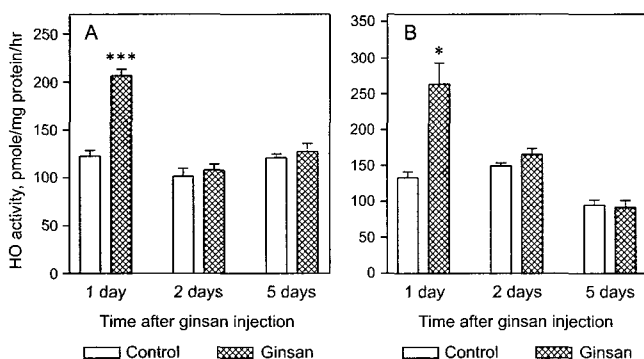 A
B
HO activity, pmole/mg protein/hr
250
200
150
100
50
0
***
350
300
250
200
150
100
50
0
*
1 day 2 days 5 days
1 day 2 days 5 days
Time after ginsan injection
Time after ginsan injection
Control Ginsan
Control Ginsan